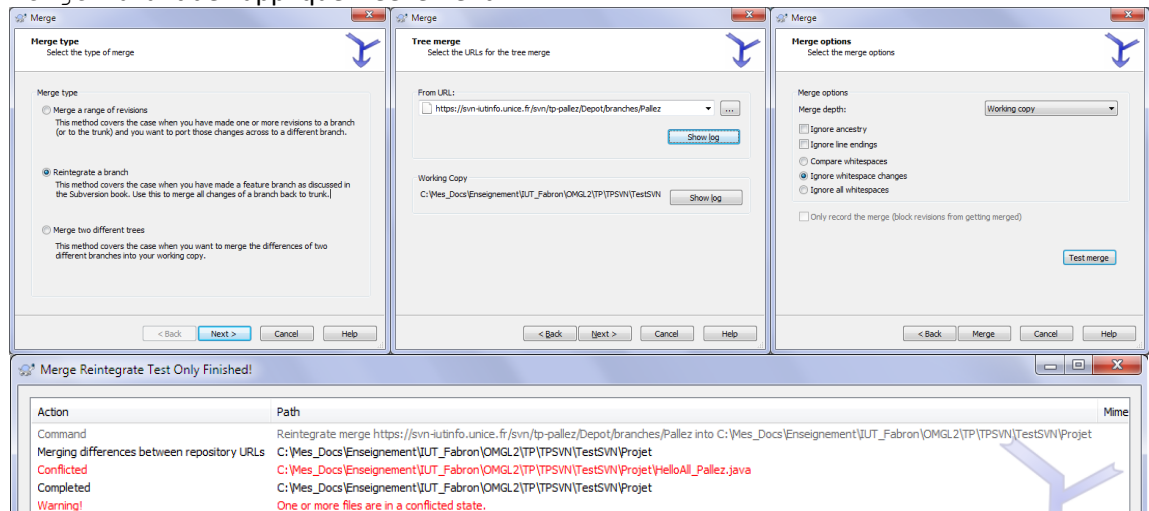 Merge
Merge type
Select the type of merge
Merge type
Merge a range of revisions
This method covers the case when you have made one or more revisions to a branch
(or to the trunk) and you want to port those changes across to a different branch.
Reintegrate a branch
This method covers the case when you have made a feature branch as discussed in
the Subversion book. Use this to merge all changes of a branch back to trunk.
Merge two different trees
This method covers the case when you want to merge the differences of two
different branches into your working copy.
< Back Next > Cancel Help
Merge
Tree merge
Select the URLs for the tree merge
From URL:
https://svn-iutinfo.unice.fr/svn/tp-pallez/Depot/branches/Pallez ...
Show log
Working Copy
C:\Mes_Docs\Enseignement\IUT_Fabron\OMGL2\TP\TPSVN\TestSVN Show log
< Back Next > Cancel Help
Merge
Merge options
Select the merge options
Merge options
Merge depth: Working copy
Ignore ancestry
Ignore line endings
Compare whitespaces
Ignore whitespace changes
Ignore all whitespaces
Only record the merge (block revisions from getting merged)
Test merge
< Back Merge Cancel Help
Merge Reintegrate Test Only Finished!
Action Path Mime
Command Reintegrate merge https://svn-iutinfo.unice.fr/svn/tp-pallez/Depot/branches/Pallez into C:\Mes_Docs\Enseignement\IUT_Fabron\OMGL2\TP\TPSVN\TestSVN\Projet
Merging differences between repository URLs C:\Mes_Docs\Enseignement\IUT_Fabron\OMGL2\TP\TPSVN\TestSVN\Projet
Conflicted C:\Mes_Docs\Enseignement\IUT_Fabron\OMGL2\TP\TPSVN\TestSVN\Projet\HelloAll_Pallez.java
Completed C:\Mes_Docs\Enseignement\IUT_Fabron\OMGL2\TP\TPSVN\TestSVN\Projet
Warning! One or more files are in a conflicted state.